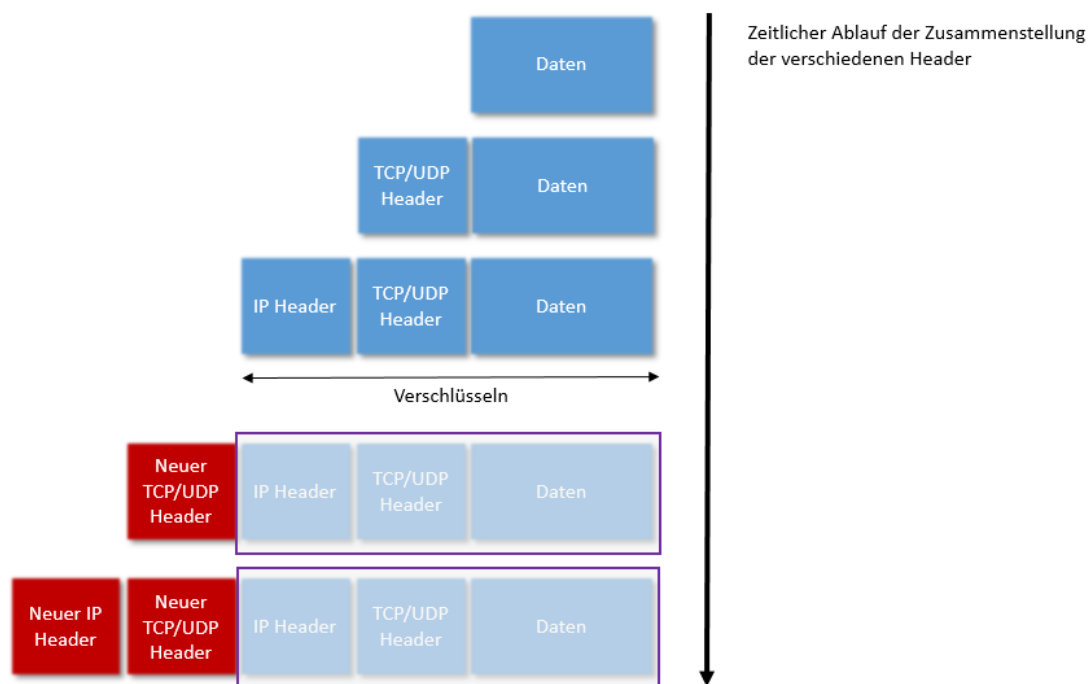 Zeitlicher Ablauf der Zusammenstellung
der verschiedenen Header
Daten
TCP/UDP
Header
Daten
IP Header
TCP/UDP
Header
Daten
Verschlüsseln
Neuer
TCP/UDP
Header
IP Header
TCP/UDP
Header
Daten
Neuer IP
Header
Neuer
TCP/UDP
Header
IP Header
TCP/UDP
Header
Daten